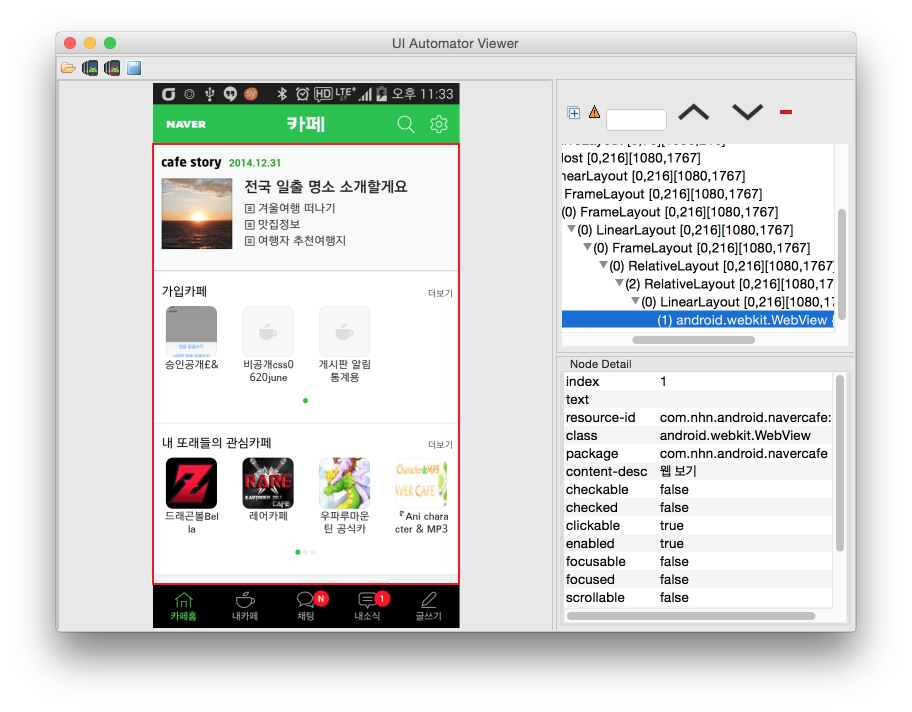 UI Automator Viewer
오후 11:33
HD LTE+
NAVER
카페
cafe story 2014.12.31
전국 일출 명소 소개할게요
겨울여행 떠나기
맛집정보
여행자 추천여행지
가입카페 더보기
승인공개£&
비공개css0
620june
게시판 알림
통계용
내 또래들의 관심카페 더보기
Z
RARE
KARTRIDER CAFE
Character&MP3
AVER CAFE
드래곤볼Bel
la
레어카페
우파루마운
틴 공식카
『Ani chara
cter & MP3
N
1
카페홈
내카페
채팅
내소식
글쓰기
lost [0,216][1080,1767]
nearLayout [0,216][1080,1767]
FrameLayout [0,216][1080,1767]
(0) FrameLayout [0,216][1080,1767]
(0) LinearLayout [0,216][1080,1767]
(0) FrameLayout [0,216][1080,1767]
(0) RelativeLayout [0,216][1080,1767]
(2) RelativeLayout [0,216][1080,17
(0) LinearLayout [0,216][1080,17
(1) android.webkit.WebView
Node Detail
index 1
text
resource-id com.nhn.android.navercafe:
class android.webkit.WebView
package com.nhn.android.navercafe
content-desc 웹 보기
checkable false
checked false
clickable true
enabled true
focusable false
focused false
scrollable false